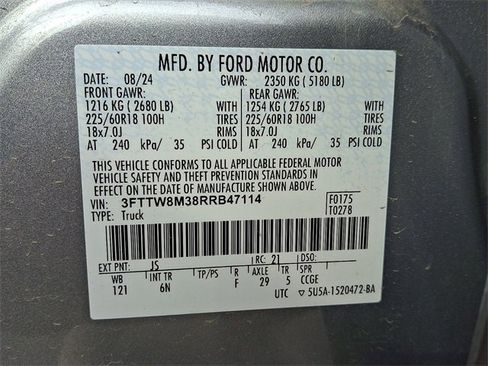 MFD. BY FORD MOTOR CO.
DATE: 08/24 GVWR: 2350 KG ( 5180 LB)
FRONT GAWR: REAR GAWR:
1216 KG ( 2680 LB) WITH 1254 KG ( 2765 LB) WITH
225/60R18 100H TIRES 225/60R18 100H TIRES
18x7.0J RIMS 18x7.0J RIMS
AT 240 kPa/ 35 PSI COLD AT 240 kPa/ 35 PSI COLD
THIS VEHICLE CONFORMS TO ALL APPLICABLE FEDERAL MOTOR
VEHICLE SAFETY AND THEFT PREVENTION STANDARDS IN
EFFECT ON THE DATE OF MANUFACTURE SHOWN ABOVE.
VIN: 3FTTW8M38RRB47114 F0175
TYPE: Truck T0278
EXT PNT: JS RC: 21 DSO:
WB INT TR TP/PS R AXLE TR SPR
121 6N F 29 5 CCGE
UTC ▽ 5U5A-1520472-BA